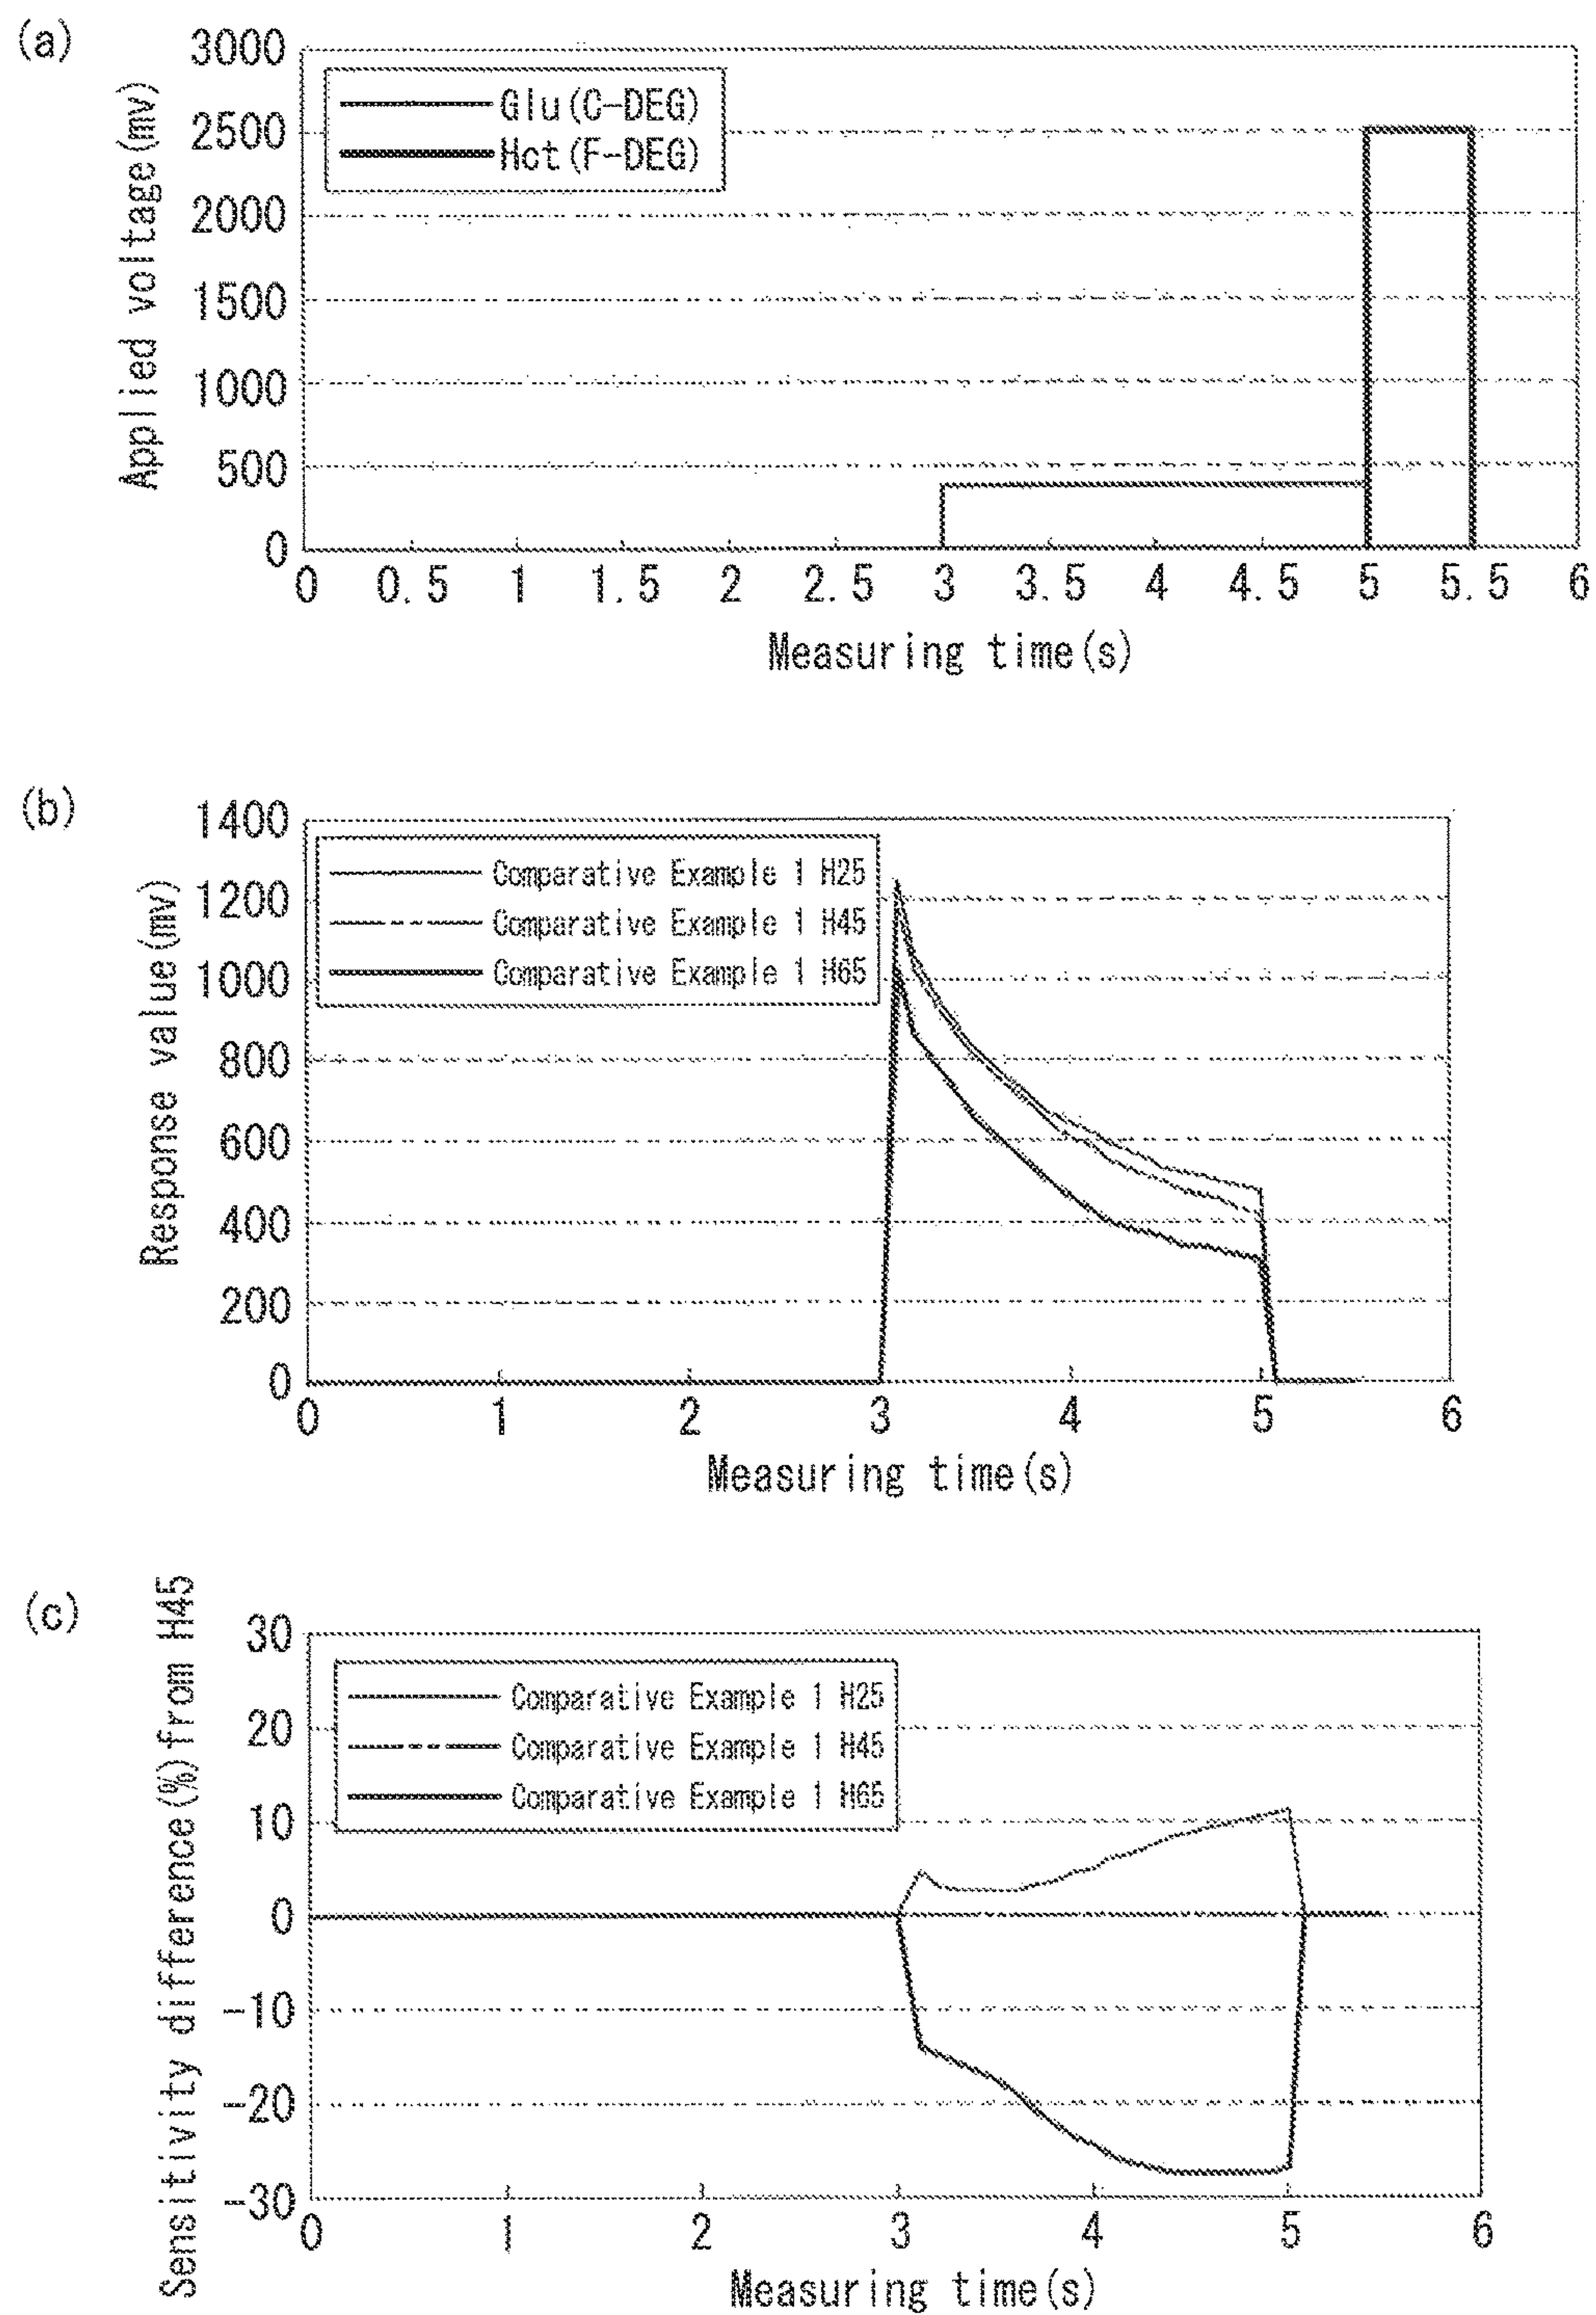 (a)
Applied voltage(mv)
3000
2500
2000
1500
1000
500
0
Glu(C-DEG)
Hct(F-DEG)
0 0.5 1 1.5 2 2.5 3 3.5 4 4.5 5 5.5 6
Measuring time(s)
(b)
Response value(mv)
1400
1200
1000
800
600
400
200
0
Comparative Example 1 H25
Comparative Example 1 H45
Comparative Example 1 H65
0 1 2 3 4 5 6
Measuring time(s)
(c)
Sensitivity difference(%)from H45
30
20
10
0
-10
-20
-30
Comparative Example 1 H25
Comparative Example 1 H45
Comparative Example 1 H65
0 1 2 3 4 5 6
Measuring time(s)